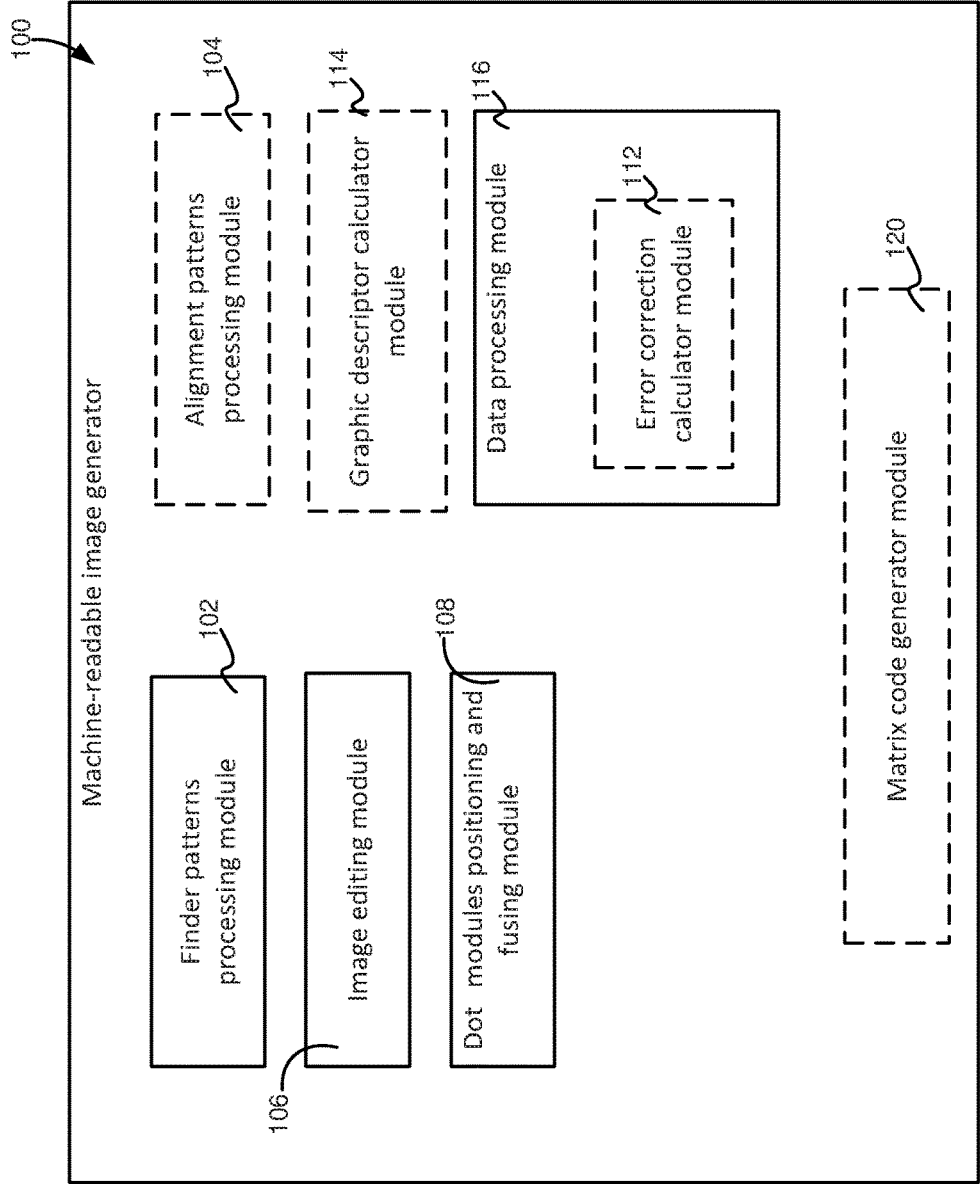 100
Machine-readable image generator
102
Finder patterns
processing module
104
Alignment patterns
processing module
106
Image editing module
114
Graphic descriptor calculator
module
108
Dot modules positioning and
fusing module
116
Data processing module
112
Error correction
calculator module
120
Matrix code generator module